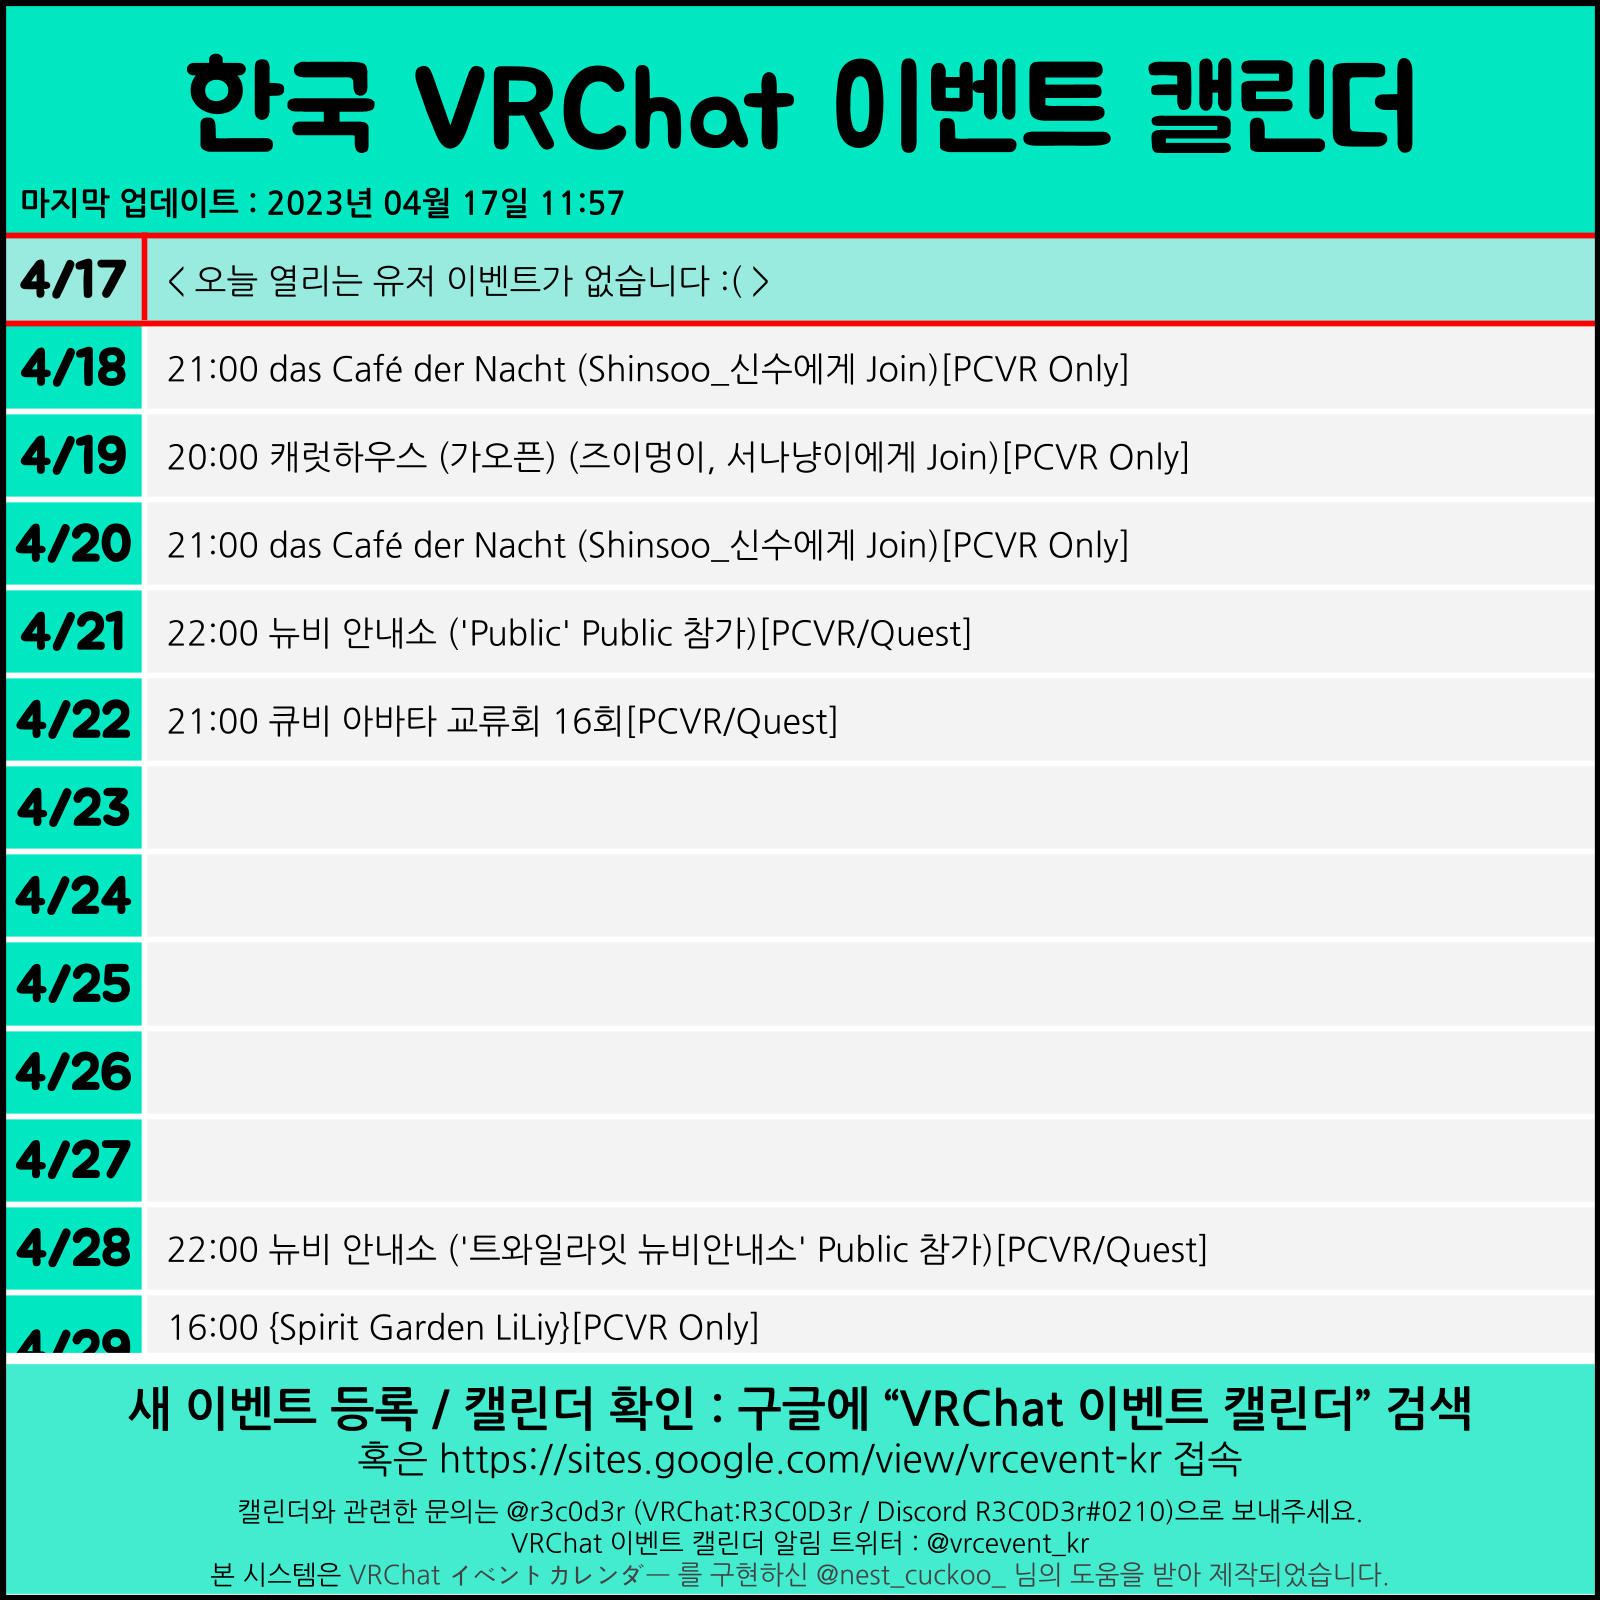 한국 VRChat 이벤트 캘린더
마지막 업데이트 : 2023년 04월 17일 11:57
4/17 < 오늘 열리는 유저 이벤트가 없습니다 :( >
4/18 21:00 das Café der Nacht (Shinsoo_신수에게 Join)[PCVR Only]
4/19 20:00 캐럿하우스 (가오픈) (즈이멍이, 서나냥이에게 Join)[PCVR Only]
4/20 21:00 das Café der Nacht (Shinsoo_신수에게 Join)[PCVR Only]
4/21 22:00 뉴비 안내소 ('Public' Public 참가)[PCVR/Quest]
4/22 21:00 큐비 아바타 교류회 16회[PCVR/Quest]
4/23
4/24
4/25
4/26
4/27
4/28 22:00 뉴비 안내소 ('트와일라잇 뉴비안내소' Public 참가)[PCVR/Quest]
4/29 16:00 {Spirit Garden LiLiy}[PCVR Only]
새 이벤트 등록 / 캘린더 확인 : 구글에 “VRChat 이벤트 캘린더” 검색
혹은 https://sites.google.com/view/vrcevent-kr 접속
캘린더와 관련한 문의는 @r3c0d3r (VRChat:R3C0D3r / Discord R3C0D3r#0210)으로 보내주세요.
VRChat 이벤트 캘린더 알림 트위터 : @vrcevent_kr
본 시스템은 VRChat イベントカレンダー 를 구현하신 @nest_cuckoo_ 님의 도움을 받아 제작되었습니다.